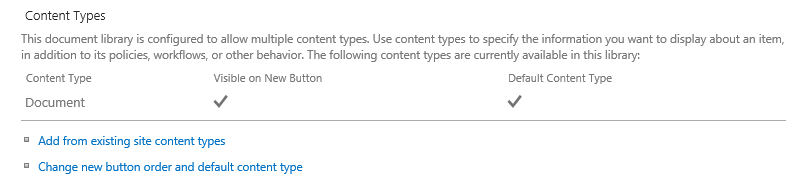 Content Types
This document library is configured to allow multiple content types. Use content types to specify the information you want to display about an item,
in addition to its policies, workflows, or other behavior. The following content types are currently available in this library:
Content Type Visible on New Button Default Content Type
Document
Add from existing site content types
Change new button order and default content type